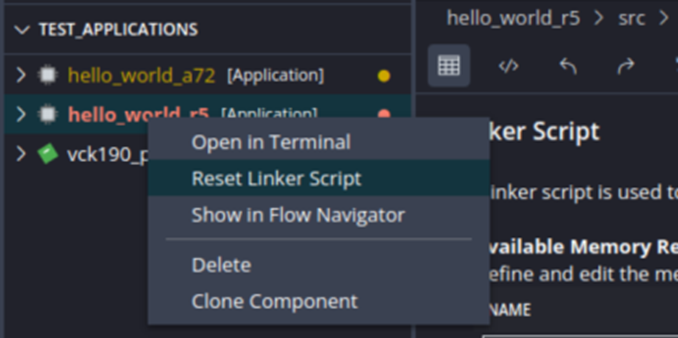 hello_world_r5 > src >
TEST_APPLICATIONS
hello_world_a72 [Application]
hello_world_r5 [Application]
vck190_p
Open in Terminal
Reset Linker Script
Show in Flow Navigator
Delete
Clone Component
ker Script
inker script is used to
vailable Memory Re
efine and edit the me
NAME